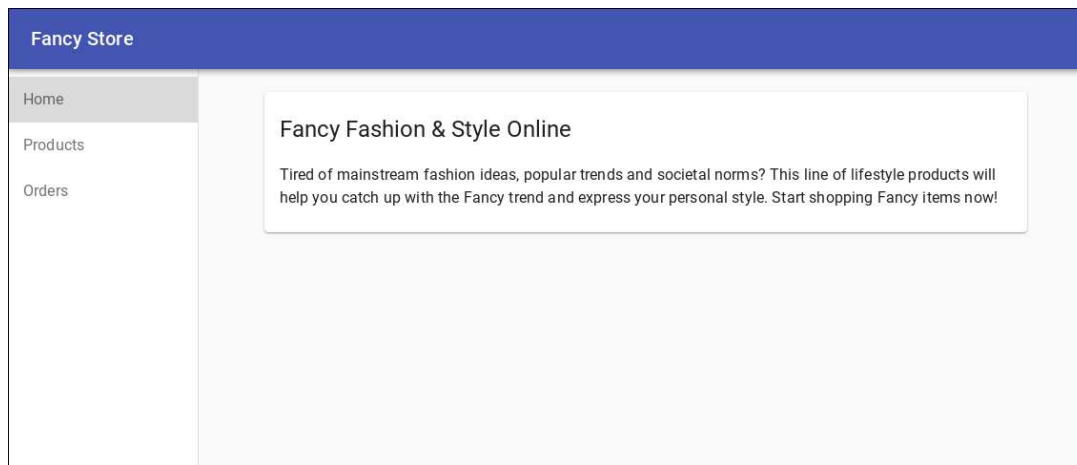 Fancy Store
Home
Products
Orders
Fancy Fashion & Style Online
Tired of mainstream fashion ideas, popular trends and societal norms? This line of lifestyle products will
help you catch up with the Fancy trend and express your personal style. Start shopping Fancy items now!